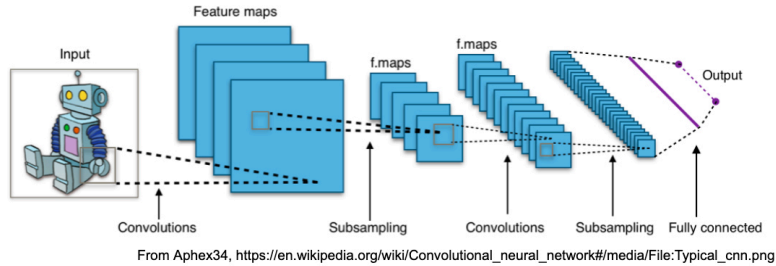 Feature maps
Input
f.maps
f.maps
Output
Convolutions
Subsampling
Convolutions
Subsampling
Fully connected
From Aphex34, https://en.wikipedia.org/wiki/Convolutional_neural_network#/media/File:Typical_cnn.png